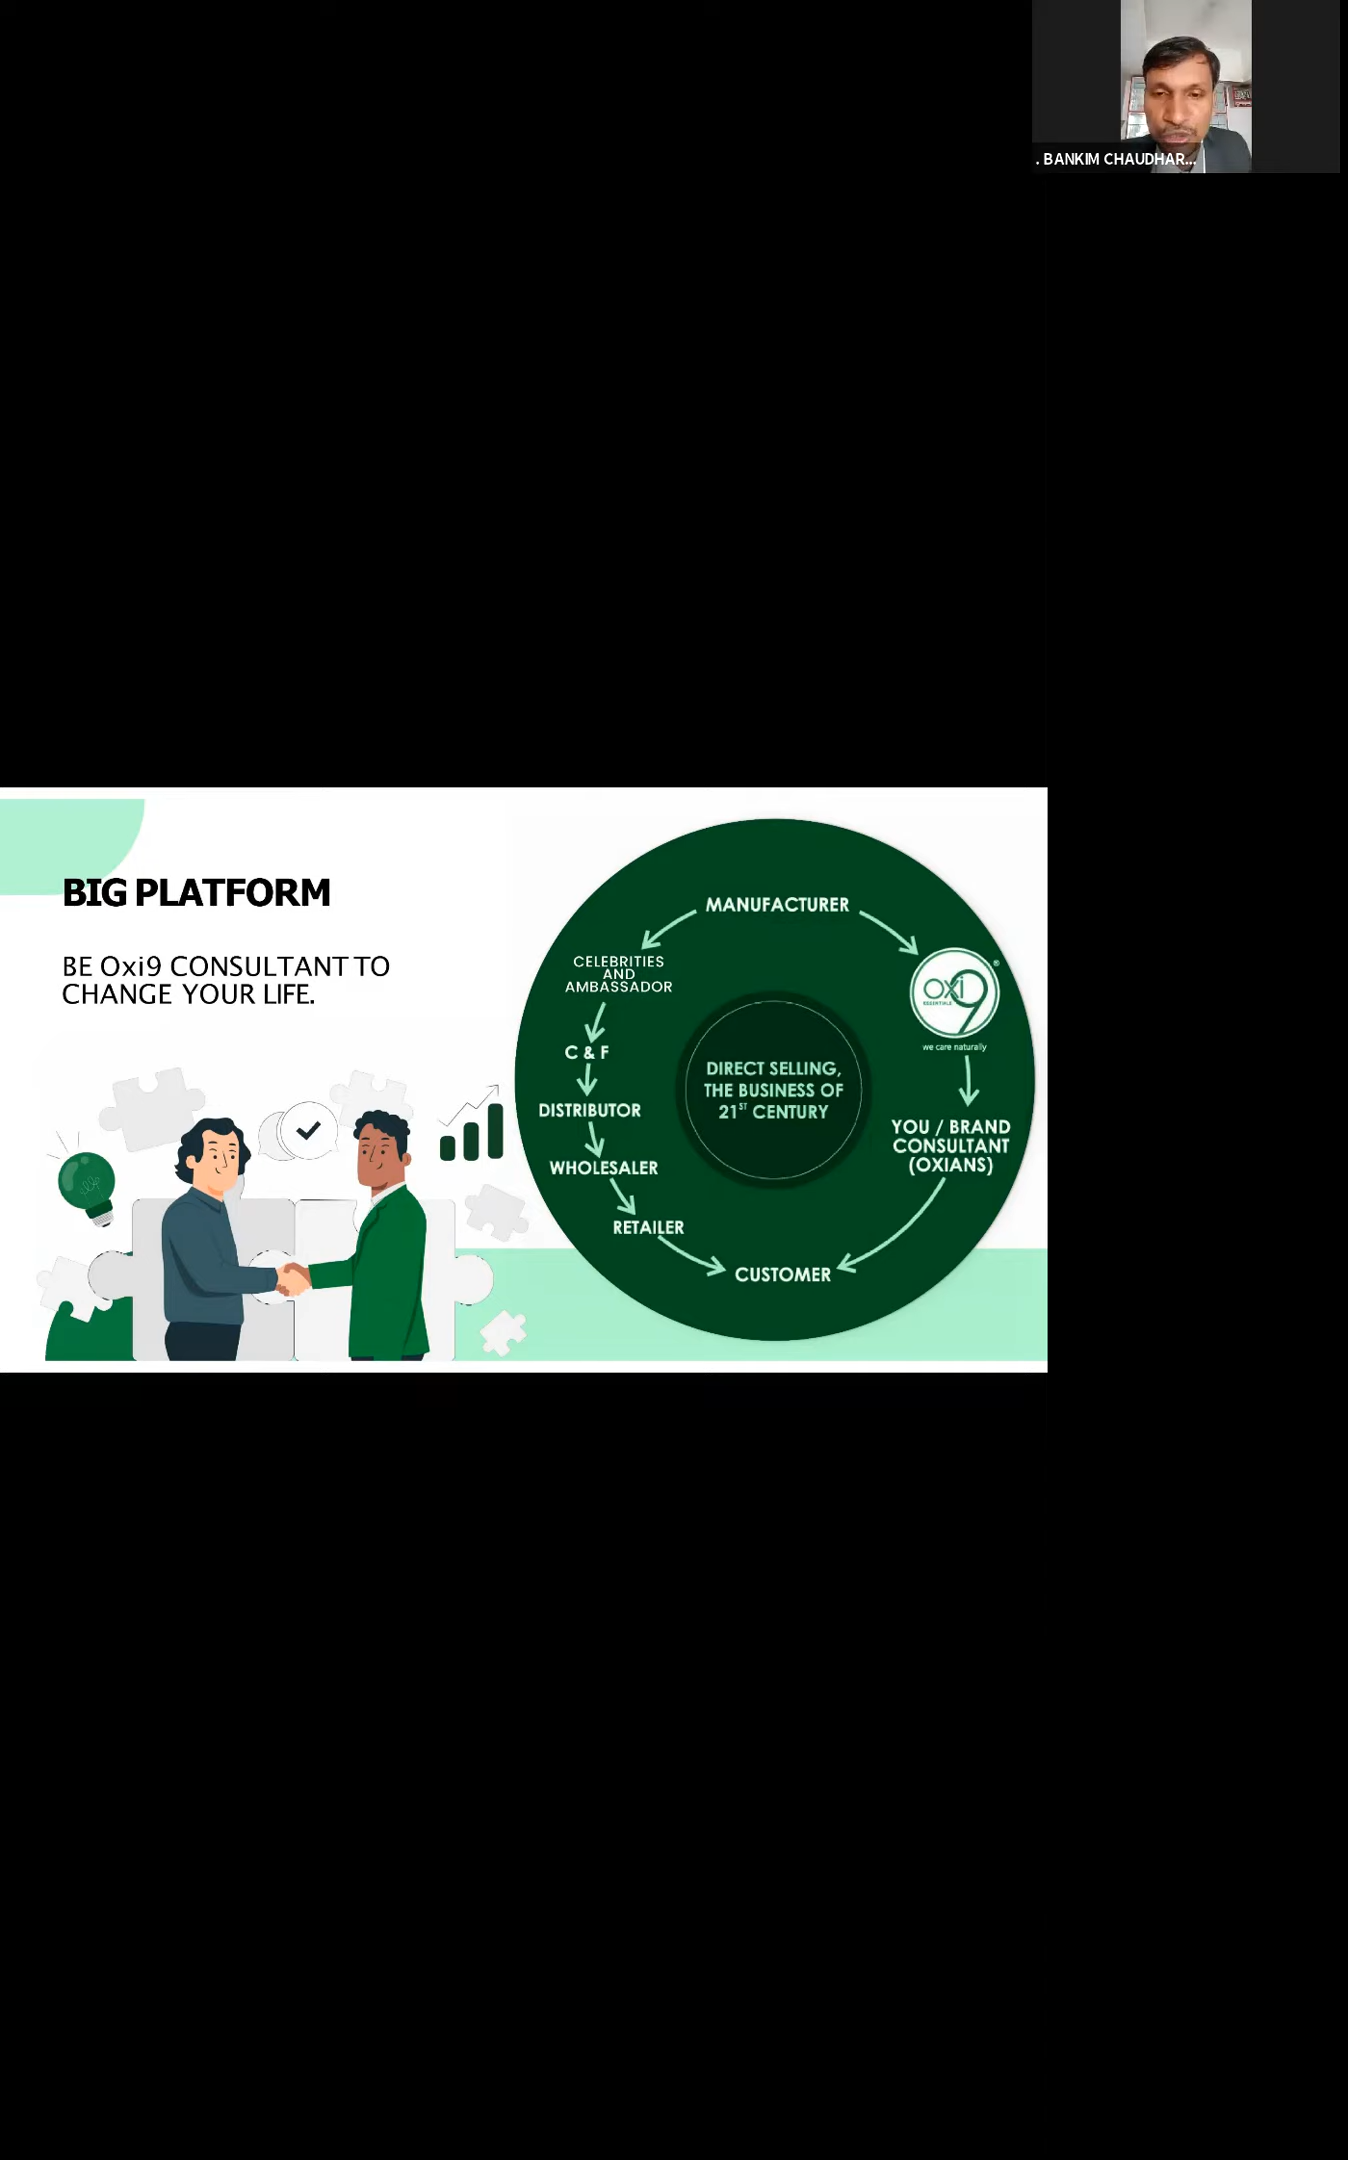 . BANKIM CHAUDHAR...
BIG PLATFORM
BE Oxi9 CONSULTANT TO
CHANGE YOUR LIFE.
MANUFACTURER
CELEBRITIES
AND
AMBASSADOR
C & F
DISTRIBUTOR
WHOLESALER
RETAILER
CUSTOMER
DIRECT SELLING,
THE BUSINESS OF
21ST CENTURY
oxi9
ESSENTIALS
®
we care naturally
YOU / BRAND
CONSULTANT
(OXIANS)